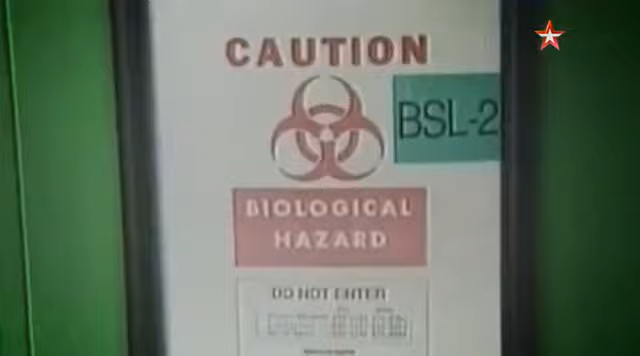 CAUTION
BSL-2
BIOLOGICAL
HAZARD
DO NOT ENTER